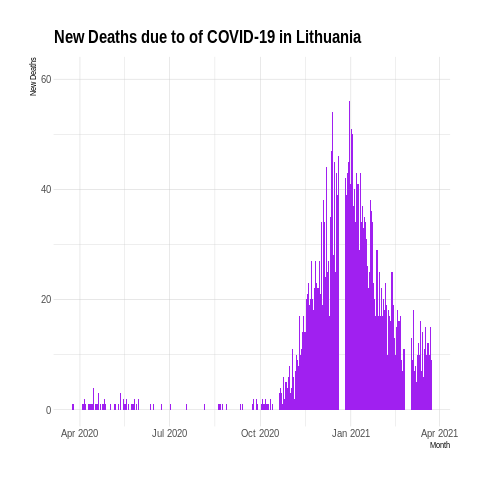 New Deaths due to of COVID-19 in Lithuania
New Deaths
60
40
20
0
Apr 2020 Jul 2020 Oct 2020 Jan 2021 Apr 2021
Month